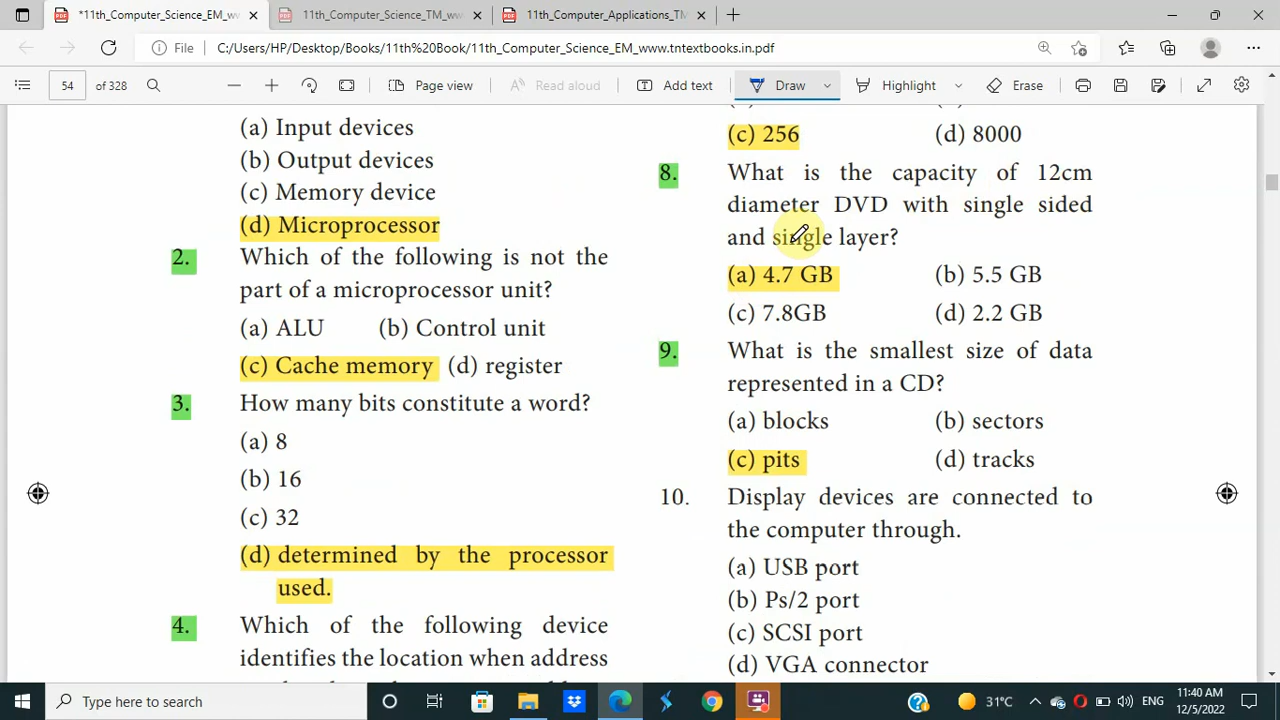 *11th_Computer_Science_EM_ww
11th_Computer_Science_TM_www
11th_Computer_Applications_TM
File
C:/Users/HP/Desktop/Books/11th%20Book/11th_Computer_Science_EM_www.tntextbooks.in.pdf
54 of 328
Page view
Read aloud
Add text
Draw
Highlight
Erase
(a) Input devices
(b) Output devices
(c) Memory device
(d) Microprocessor
2. Which of the following is not the
part of a microprocessor unit?
(a) ALU (b) Control unit
(c) Cache memory (d) register
3. How many bits constitute a word?
(a) 8
(b) 16
(c) 32
(d) determined by the processor
used.
4. Which of the following device
identifies the location when address
(c) 256 (d) 8000
8. What is the capacity of 12cm
diameter DVD with single sided
and single layer?
(a) 4.7 GB (b) 5.5 GB
(c) 7.8GB (d) 2.2 GB
9. What is the smallest size of data
represented in a CD?
(a) blocks (b) sectors
(c) pits (d) tracks
10. Display devices are connected to
the computer through.
(a) USB port
(b) Ps/2 port
(c) SCSI port
(d) VGA connector
Type here to search
31°C
ENG
11:40 AM
12/5/2022